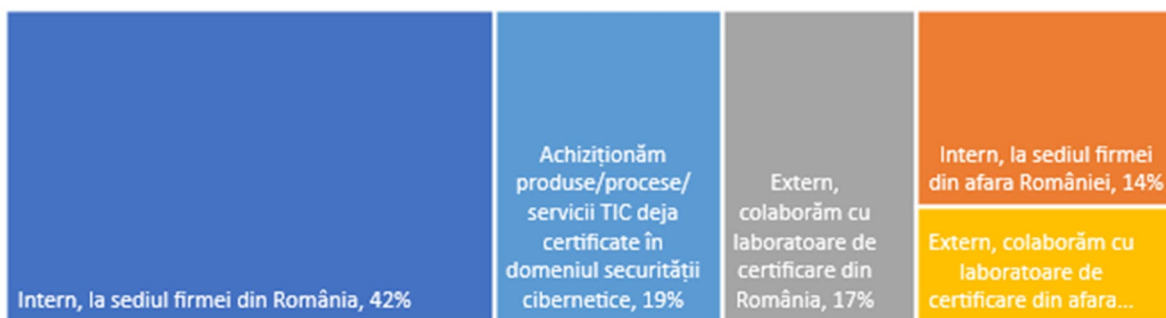 Intern, la sediul firmei din România, 42%
Achiziționăm
produse/procese/
servicii TIC deja
certificate în
domeniul securității
cibernetice, 19%
Extern,
colaborăm cu
laboratoare de
certificare din
România, 17%
Intern, la sediul firmei
din afara României, 14%
Extern, colaborăm cu
laboratoare de
certificare din afara...